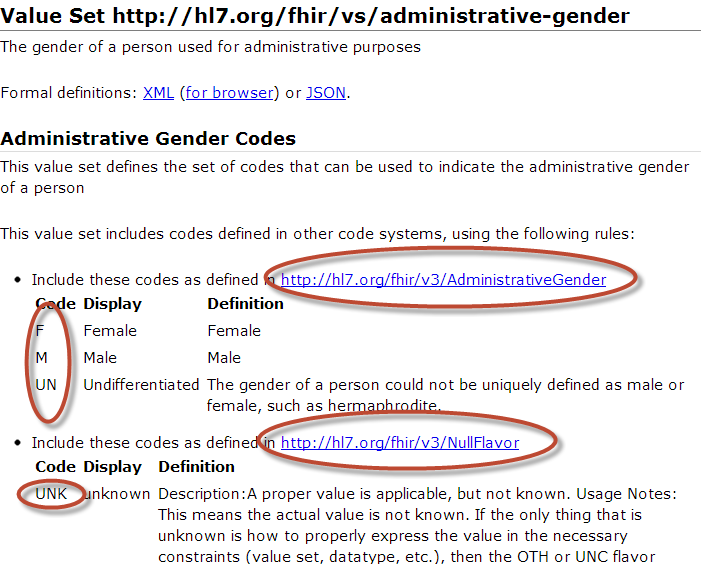 Value Set http://hl7.org/fhir/vs/administrative-gender
The gender of a person used for administrative purposes
Formal definitions: XML (for browser) or JSON.
Administrative Gender Codes
This value set defines the set of codes that can be used to indicate the administrative gender
of a person
This value set includes codes defined in other code systems, using the following rules:
• Include these codes as defined in http://hl7.org/fhir/v3/AdministrativeGender
Code Display Definition
F Female Female
M Male Male
UN Undifferentiated The gender of a person could not be uniquely defined as male or
female, such as hermaphrodite.
• Include these codes as defined in http://hl7.org/fhir/v3/NullFlavor
Code Display Definition
UNK unknown Description:A proper value is applicable, but not known. Usage Notes:
This means the actual value is not known. If the only thing that is
unknown is how to properly express the value in the necessary
constraints (value set, datatype, etc.), then the OTH or UNC flavor